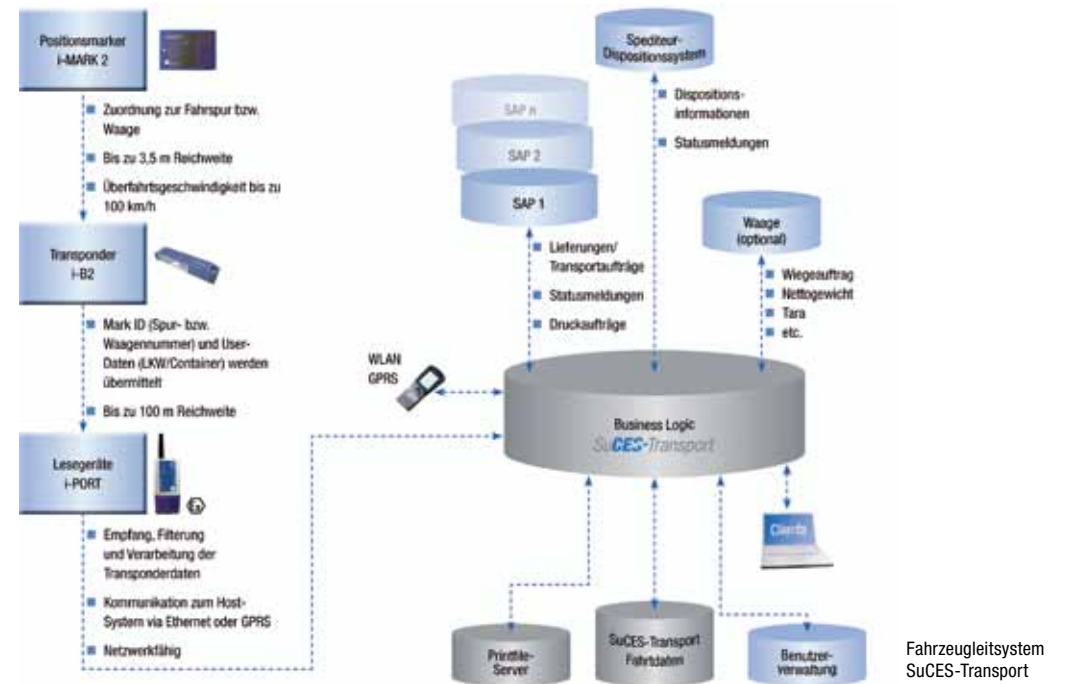 Positionsmarker
i-MARK 2
Zuordnung zur Fahrspur bzw.
Waage
Bis zu 3,5 m Reichweite
Überfahrtsgeschwindigkeit bis zu
100 km/h
Transponder
i-B2
Mark ID (Spur- bzw.
Waagennummer) und User-
Daten (LKW/Container) werden
übermittelt
Bis zu 100 m Reichweite
Lesegeräte
i-PORT
Empfang, Filterung
und Verarbeitung der
Transponderdaten
Kommunikation zum Host-
System via Ethernet oder GPRS
Netzwerkfähig
SAP n
SAP 2
SAP 1
Lieferungen/
Transportaufträge
Statusmeldungen
Druckaufträge
Spediteur-
Dispositionssystem
Dispositions-
informationen
Statusmeldungen
Waage
(optional)
Wiegeauftrag
Nettogewicht
Tara
etc.
WLAN
GPRS
Business Logic
SuCES-Transport
Clients
Printfile-
Server
SuCES-Transport
Fahrtdaten
Benutzer-
verwaltung
Fahrzeugleitsystem
SuCES-Transport